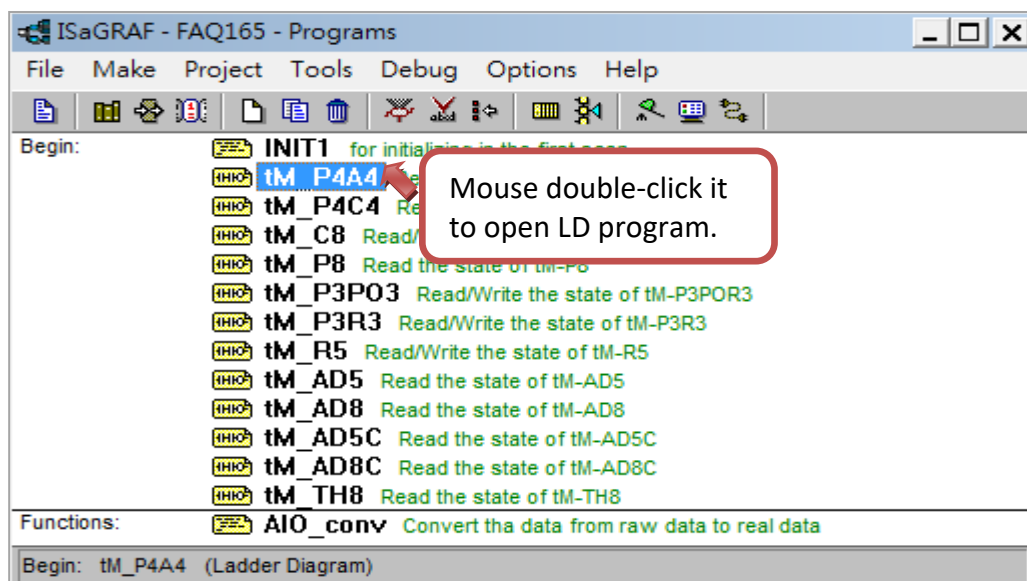 ISaGRAF - FAQ165 - Programs
File Make Project Tools Debug Options Help
Begin: INIT1 for initializing in the first scan
tM_P4A4
tM_P4C4
tM_C8 Read/
tM_P8 Read the state of tM-P8
tM_P3PO3 Read/Write the state of tM-P3POR3
tM_P3R3 Read/Write the state of tM-P3R3
tM_R5 Read/Write the state of tM-R5
tM_AD5 Read the state of tM-AD5
tM_AD8 Read the state of tM-AD8
tM_AD5C Read the state of tM-AD5C
tM_AD8C Read the state of tM-AD8C
tM_TH8 Read the state of tM-TH8
Mouse double-click it
to open LD program.
Functions: AIO_conv Convert tha data from raw data to real data
Begin: tM_P4A4 (Ladder Diagram)